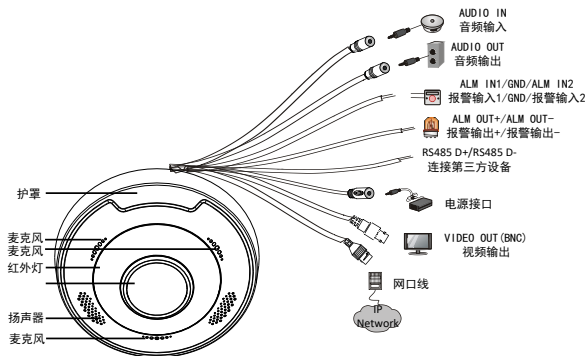 AUDIO IN
音频输入
AUDIO OUT
音频输出
ALM IN1/GND/ALM IN2
报警输入1/GND/报警输入2
ALM OUT+/ALM OUT-
报警输出+/报警输出-
RS485 D+/RS485 D-
连接第三方设备
电源接口
VIDEO OUT(BNC)
视频输出
网口线
IP
Network
护罩
麦克风
麦克风
红外灯
扬声器
麦克风